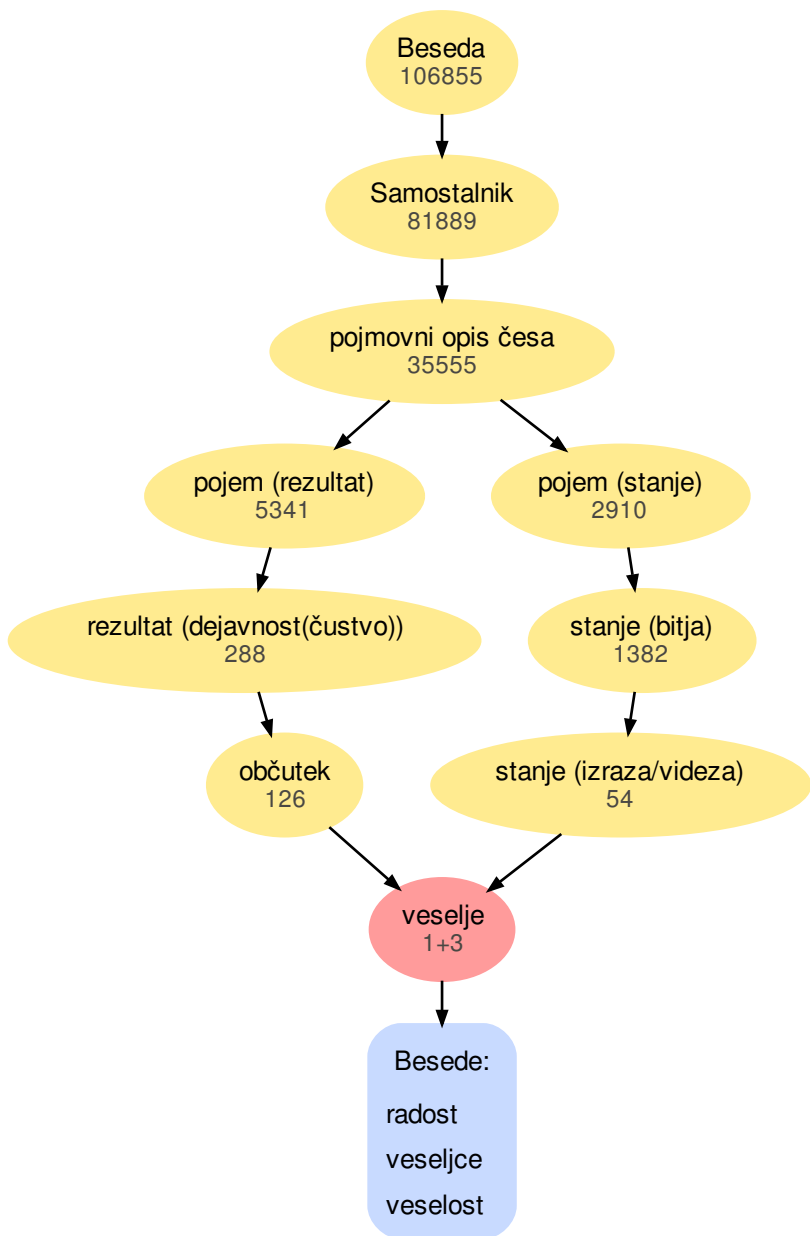 Beseda
106855
Samostalnik
81889
pojmovni opis česa
35555
pojem (rezultat)
5341
pojem (stanje)
2910
rezultat (dejavnost(čustvo))
288
stanje (bitja)
1382
občutek
126
stanje (izraza/videza)
54
veselje
1+3
Besede:
radost
veseljce
veselost